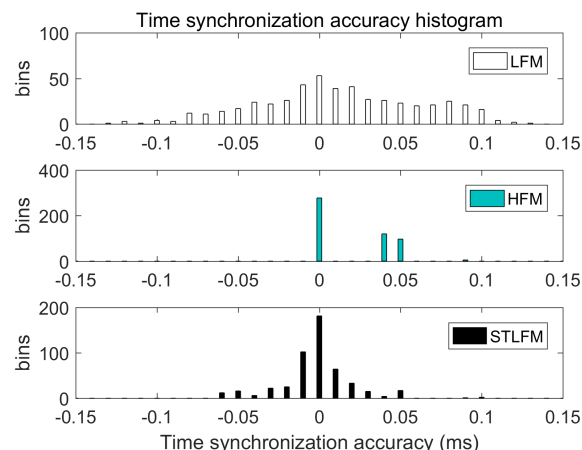 Time synchronization accuracy histogram
100
50
0
bins
LFM
-0.15 -0.1 -0.05 0 0.05 0.1 0.15
400
200
0
bins
HFM
-0.15 -0.1 -0.05 0 0.05 0.1 0.15
200
100
0
bins
STLFM
-0.15 -0.1 -0.05 0 0.05 0.1 0.15
Time synchronization accuracy (ms)